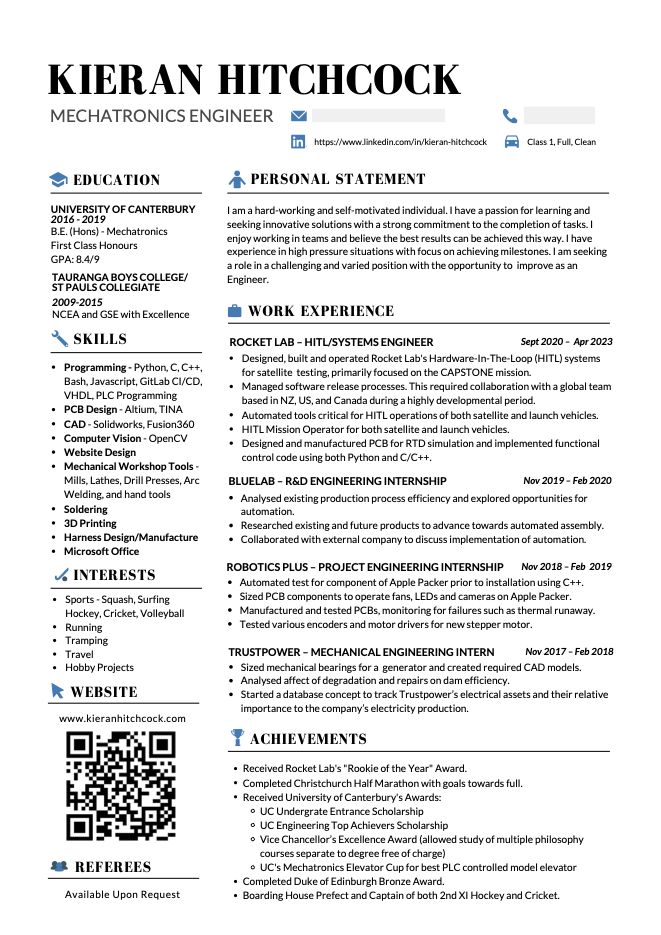 KIERAN HITCHCOCK
MECHATRONICS ENGINEER
https://www.linkedin.com/in/kieran-hitchcock
Class 1, Full, Clean
EDUCATION
UNIVERSITY OF CANTERBURY
2016 - 2019
B.E. (Hons) - Mechatronics
First Class Honours
GPA: 8.4/9
TAURANGA BOYS COLLEGE/
ST PAULS COLLEGIATE
2009-2015
NCEA and GSE with Excellence
SKILLS
• Programming - Python, C, C++,
Bash, Javascript, GitLab CI/CD,
VHDL, PLC Programming
• PCB Design - Altium, TINA
• CAD - Solidworks, Fusion360
• Computer Vision - OpenCV
• Website Design
• Mechanical Workshop Tools -
Mills, Lathes, Drill Presses, Arc
Welding, and hand tools
• Soldering
• 3D Printing
• Harness Design/Manufacture
• Microsoft Office
INTERESTS
• Sports - Squash, Surfing
Hockey, Cricket, Volleyball
• Running
• Tramping
• Travel
• Hobby Projects
WEBSITE
www.kieranhitchcock.com
REFEREES
Available Upon Request
PERSONAL STATEMENT
I am a hard-working and self-motivated individual. I have a passion for learning and
seeking innovative solutions with a strong commitment to the completion of tasks. I
enjoy working in teams and believe the best results can be achieved this way. I have
experience in high pressure situations with focus on achieving milestones. I am seeking
a role in a challenging and varied position with the opportunity to improve as an
Engineer.
WORK EXPERIENCE
ROCKET LAB – HITL/SYSTEMS ENGINEER Sept 2020 – Apr 2023
• Designed, built and operated Rocket Lab's Hardware-In-The-Loop (HITL) systems
for satellite testing, primarily focused on the CAPSTONE mission.
• Managed software release processes. This required collaboration with a global team
based in NZ, US, and Canada during a highly developmental period.
• Automated tools critical for HITL operations of both satellite and launch vehicles.
• HITL Mission Operator for both satellite and launch vehicles.
• Designed and manufactured PCB for RTD simulation and implemented functional
control code using both Python and C/C++.
BLUELAB – R&D ENGINEERING INTERNSHIP Nov 2019 – Feb 2020
• Analysed existing production process efficiency and explored opportunities for
automation.
• Researched existing and future products to advance towards automated assembly.
• Collaborated with external company to discuss implementation of automation.
ROBOTICS PLUS – PROJECT ENGINEERING INTERNSHIP Nov 2018 – Feb 2019
• Automated test for component of Apple Packer prior to installation using C++.
• Sized PCB components to operate fans, LEDs and cameras on Apple Packer.
• Manufactured and tested PCBs, monitoring for failures such as thermal runaway.
• Tested various encoders and motor drivers for new stepper motor.
TRUSTPOWER – MECHANICAL ENGINEERING INTERN Nov 2017 – Feb 2018
• Sized mechanical bearings for a generator and created required CAD models.
• Analysed affect of degradation and repairs on dam efficiency.
• Started a database concept to track Trustpower's electrical assets and their relative
importance to the company's electricity production.
ACHIEVEMENTS
• Received Rocket Lab's "Rookie of the Year" Award.
• Completed Christchurch Half Marathon with goals towards full.
• Received University of Canterbury's Awards:
◦ UC Undergrate Entrance Scholarship
◦ UC Engineering Top Achievers Scholarship
◦ Vice Chancellor's Excellence Award (allowed study of multiple philosophy
courses separate to degree free of charge)
◦ UC's Mechatronics Elevator Cup for best PLC controlled model elevator
• Completed Duke of Edinburgh Bronze Award.
• Boarding House Prefect and Captain of both 2nd XI Hockey and Cricket.